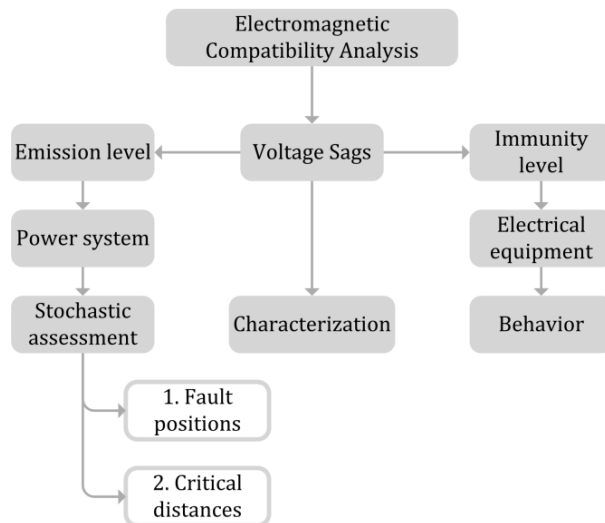 Electromagnetic
Compatibility Analysis
Emission level
Voltage Sags
Immunity
level
Power system
Electrical
equipment
Stochastic
assessment
Characterization
Behavior
1. Fault
positions
2. Critical
distances